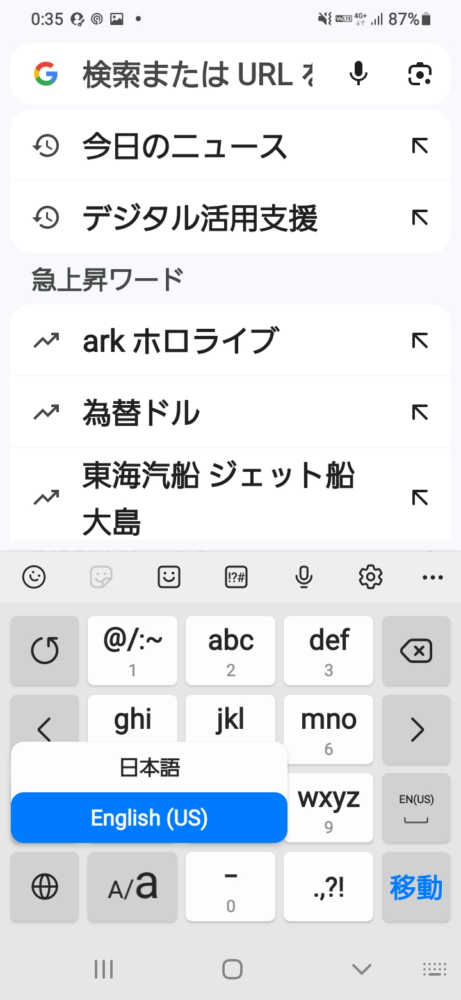 0:35
VoLTE 4G+ 87%
検索または URL
今日のニュース
デジタル活用支援
急上昇ワード
ark ホロライブ
為替ドル
東海汽船 ジェット船
大島
!?#
@/:~ abc def
1 2 3
ghi jkl mno
6
日本語
wxyz EN(US)
English (US)
9
A/a - .,?! 移動
0